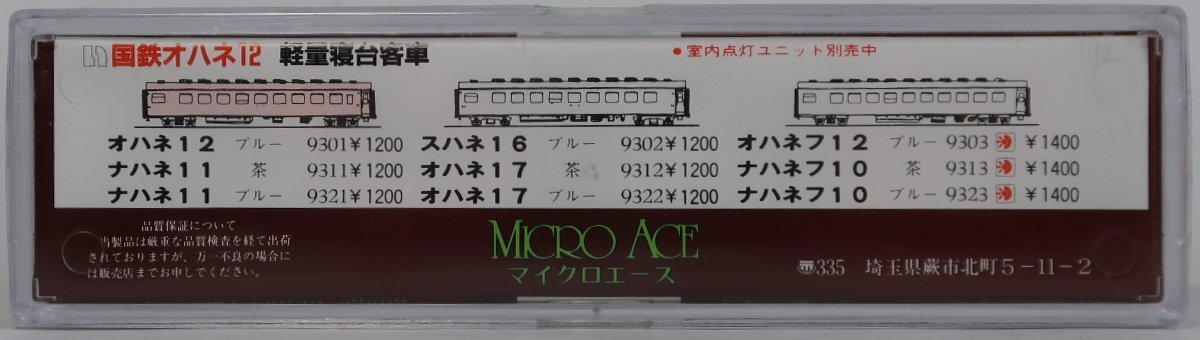 国鉄オハネ12 軽量寝台客車
●室内点灯ユニット別売中
オハネ12 ブルー 9301¥1200 スハネ16 ブルー 9302¥1200 オハネフ12 ブルー 9303 ¥1400
ナハネ11 茶 9311¥1200 オハネ17 茶 9312¥1200 ナハネフ10 茶 9313 ¥1400
ナハネ11 ブルー 9321¥1200 オハネ17 ブルー 9322¥1200 ナハネフ10 ブルー 9323 ¥1400
品質保証について
当製品は厳重な品質検査を経て出荷
されておりますが、万一不良の場合に
は販売店までお申しでください。
MICRO ACE
マイクロエース
〠335 埼玉県蕨市北町5-11-2